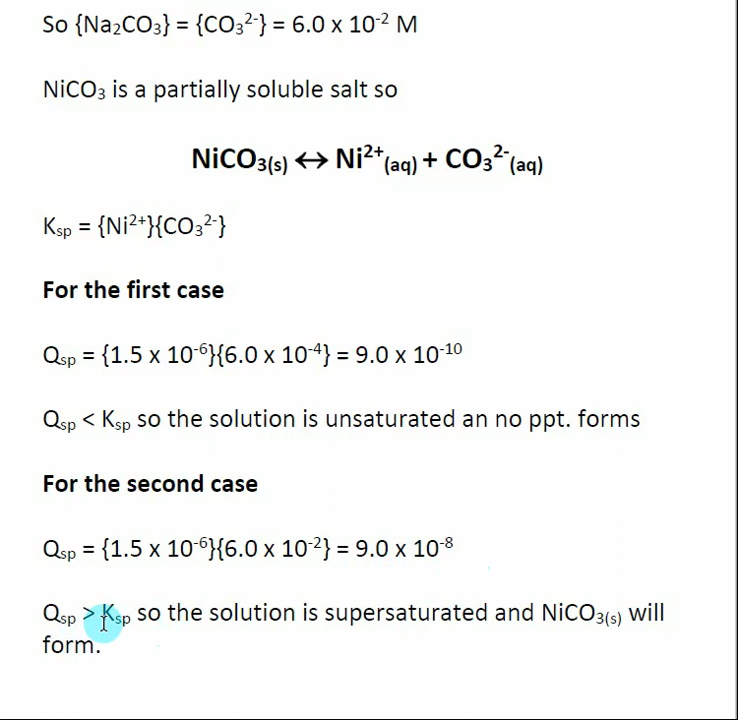 So {Na₂CO₃} = {CO₃²⁻} = 6.0 x 10⁻² M
NiCO₃ is a partially soluble salt so
NiCO₃₍ₛ₎ ↔ Ni²⁺(aq) + CO₃²⁻(aq)
Ksp = {Ni²⁺}{CO₃²⁻}
For the first case
Qsp = {1.5 x 10⁻⁶}{6.0 x 10⁻⁴} = 9.0 x 10⁻¹⁰
Qsp < Ksp so the solution is unsaturated an no ppt. forms
For the second case
Qsp = {1.5 x 10⁻⁶}{6.0 x 10⁻²} = 9.0 x 10⁻⁸
Qsp > Ksp so the solution is supersaturated and NiCO₃₍ₛ₎ will
form.